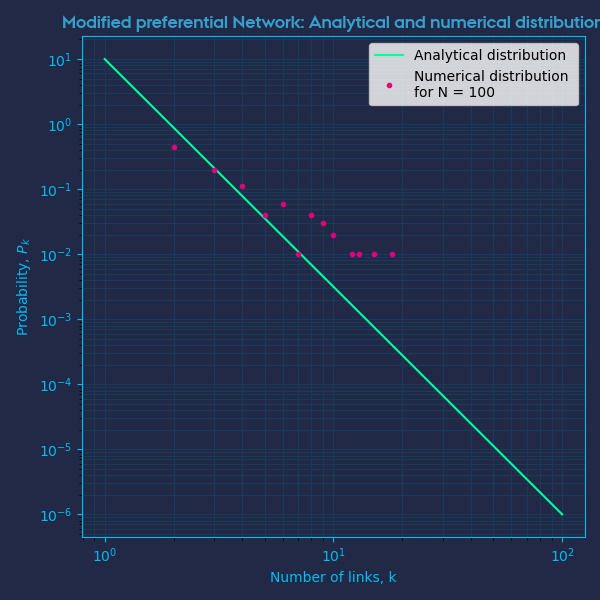 Modified preferential Network: Analytical and numerical distribution
Analytical distribution
Numerical distribution
for N = 100
10¹
10⁰
10⁻¹
10⁻²
10⁻³
10⁻⁴
10⁻⁵
10⁻⁶
Probability, Pₖ
10⁰ 10¹ 10²
Number of links, k